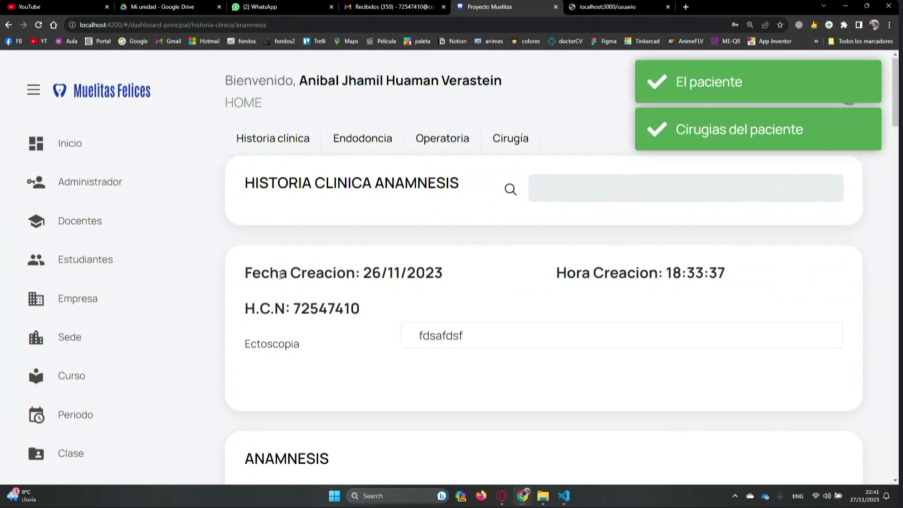 YouTube
Mi unidad - Google Drive
(2) WhatsApp
Recibidos (350) - 72547410@co
Proyecto Muelitas
localhost:3000/usuario
localhost:4200/#/dashboard-principal/historia-clinica/anamnesis
FB
YT
Aula
Portal
Google
Gmail
Hotmail
fondos
fondos2
Trello
Maps
Pelicula
paleta
Notion
animes
colores
doctorCV
Figma
Tinkercad
AnimeFLV
ME-QR
App Inventor
»
Todos los marcadores
Muelitas Felices
Bienvenido, Anibal Jhamil Huaman Verastein
HOME
El paciente
Cirugias del paciente
Historia clínica
Endodoncia
Operatoria
Cirugía
Inicio
Administrador
Docentes
Estudiantes
Empresa
Sede
Curso
Periodo
Clase
HISTORIA CLINICA ANAMNESIS
Fecha Creacion: 26/11/2023
Hora Creacion: 18:33:37
H.C.N: 72547410
Ectoscopia
fdsafdsf
ANAMNESIS
9°C
Lluvia
Search
ENG
22:41
27/11/2023